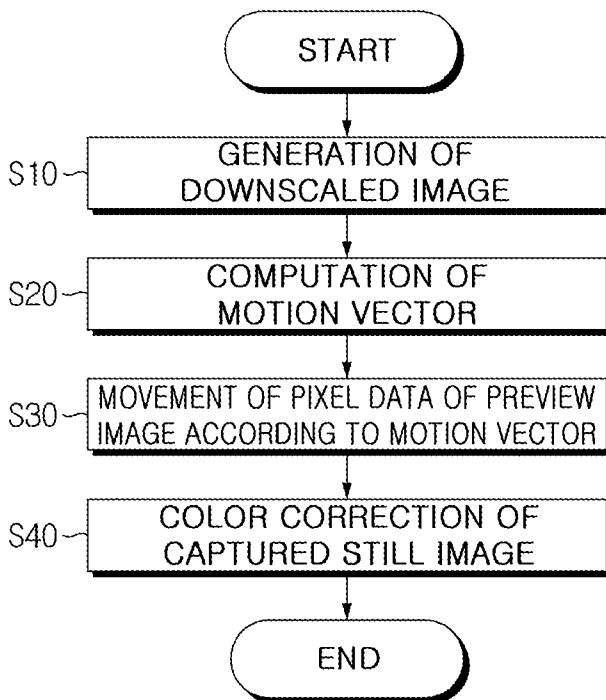 START
S10
GENERATION OF
DOWNSCALED IMAGE
S20
COMPUTATION OF
MOTION VECTOR
S30
MOVEMENT OF PIXEL DATA OF PREVIEW
IMAGE ACCORDING TO MOTION VECTOR
S40
COLOR CORRECTION OF
CAPTURED STILL IMAGE
END